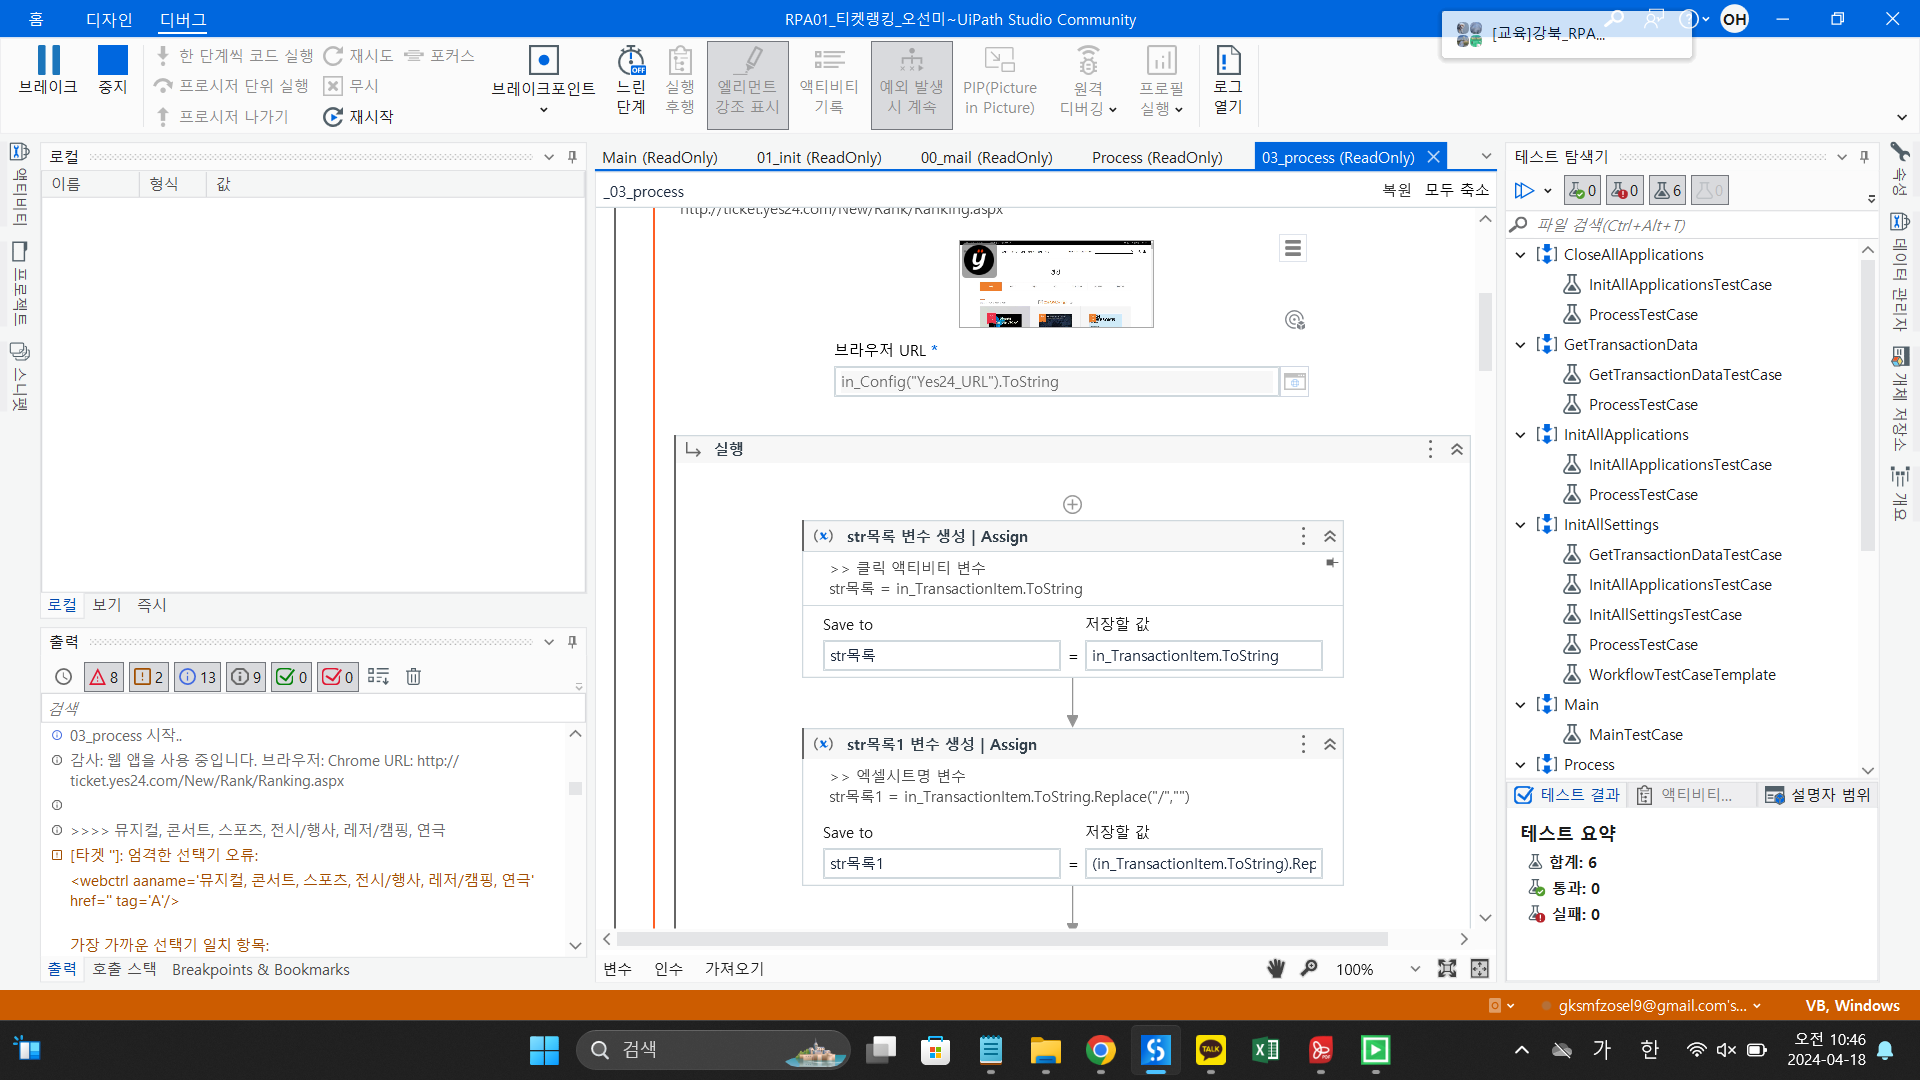 홈
디자인
디버그
RPA01_티켓랭킹_오선미~UiPath Studio Community
OH
[교육]강북_RPA...
브레이크
중지
한 단계씩 코드 실행
재시도
포커스
프로시저 단위 실행
무시
프로시저 나가기
재시작
브레이크포인트
느린
단계
OFF
실행
후행
엘리먼트
강조 표시
액티비티
기록
예외 발생
시 계속
PIP(Picture
in Picture)
원격
디버깅
프로필
실행
로그
열기
액티비티
프로젝트
스니펫
로컬
이름
형식
값
로컬
보기
즉시
출력
8
2
13
9
0
0
검색
03_process 시작..
감사: 웹 앱을 사용 중입니다. 브라우저: Chrome URL: http://
ticket.yes24.com/New/Rank/Ranking.aspx
>>>> 뮤지컬, 콘서트, 스포츠, 전시/행사, 레저/캠핑, 연극
[타겟 '']: 엄격한 선택기 오류:
<webctrl aaname='뮤지컬, 콘서트, 스포츠, 전시/행사, 레저/캠핑, 연극'
href='' tag='A'/>
가장 가까운 선택기 일치 항목:
출력
호출 스택
Breakpoints & Bookmarks
Main (ReadOnly)
01_init (ReadOnly)
00_mail (ReadOnly)
Process (ReadOnly)
03_process (ReadOnly)
_03_process
복원
모두 축소
http://ticket.yes24.com/New/Rank/Ranking.aspx
브라우저 URL *
in_Config("Yes24_URL").ToString
실행
str목록 변수 생성 | Assign
>> 클릭 액티비티 변수
str목록 = in_TransactionItem.ToString
Save to
저장할 값
str목록
=
in_TransactionItem.ToString
str목록1 변수 생성 | Assign
>> 엑셀시트명 변수
str목록1 = in_TransactionItem.ToString.Replace("/","")
Save to
저장할 값
str목록1
=
(in_TransactionItem.ToString).Rep
변수
인수
가져오기
100%
테스트 탐색기
0
0
6
0
파일 검색(Ctrl+Alt+T)
CloseAllApplications
InitAllApplicationsTestCase
ProcessTestCase
GetTransactionData
GetTransactionDataTestCase
ProcessTestCase
InitAllApplications
InitAllApplicationsTestCase
ProcessTestCase
InitAllSettings
GetTransactionDataTestCase
InitAllApplicationsTestCase
InitAllSettingsTestCase
ProcessTestCase
WorkflowTestCaseTemplate
Main
MainTestCase
Process
테스트 결과
액티비티...
설명자 범위
테스트 요약
합계: 6
통과: 0
실패: 0
속성
데이터 관리자
개체 저장소
개요
gksmfzosel9@gmail.com's...
VB, Windows
검색
TALK
가
한
오전 10:46
2024-04-18